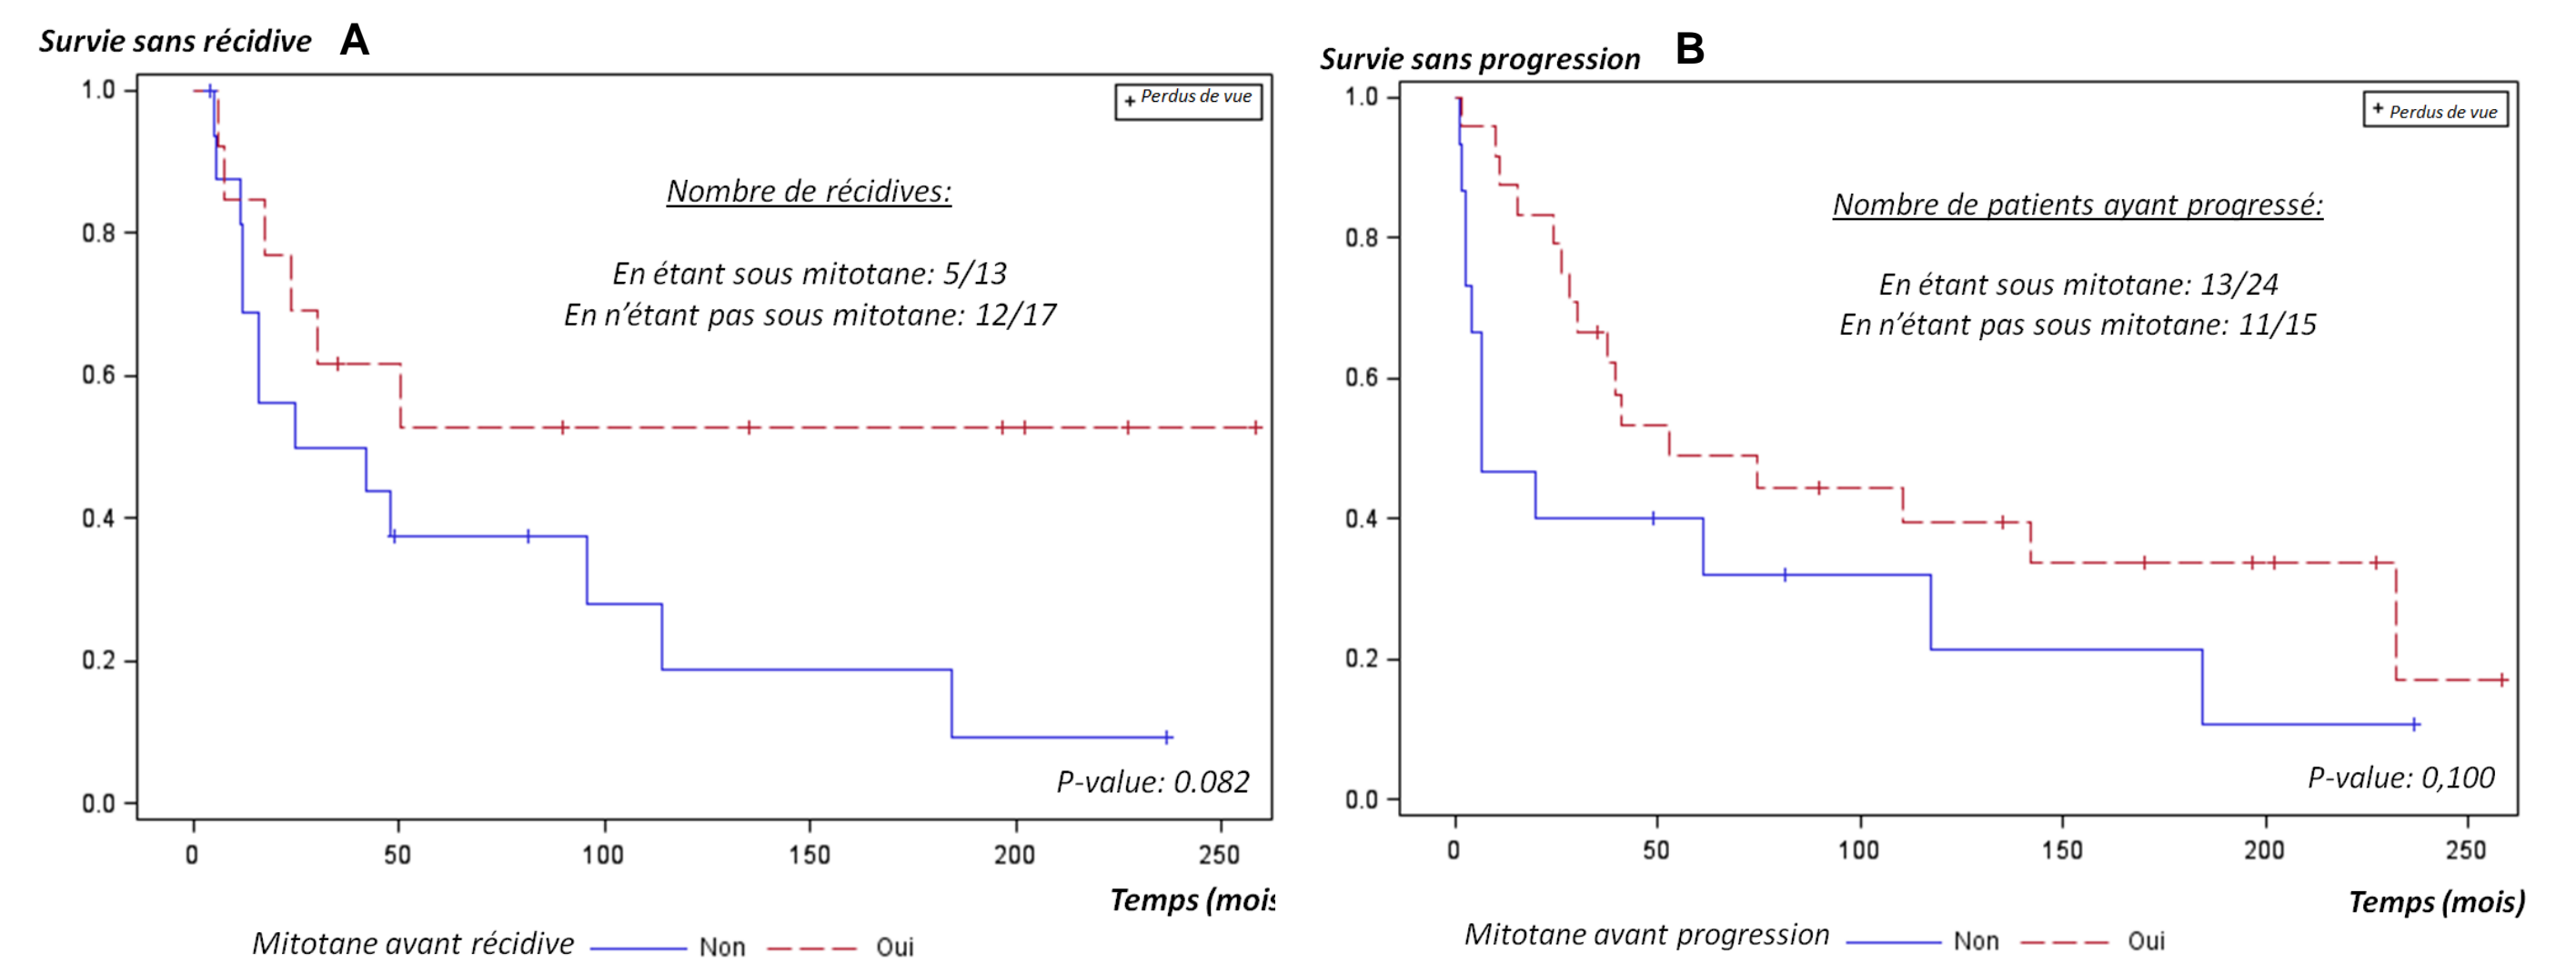 Survie sans récidive A
1.0
0.8
0.6
0.4
0.2
0.0
+ Perdus de vue
Nombre de récidives:
En étant sous mitotane: 5/13
En n'étant pas sous mitotane: 12/17
P-value: 0.082
0 50 100 150 200 250
Temps (mois
Mitotane avant récidive Non Oui
Survie sans progression B
1.0
0.8
0.6
0.4
0.2
0.0
+ Perdus de vue
Nombre de patients ayant progressé:
En étant sous mitotane: 13/24
En n'étant pas sous mitotane: 11/15
P-value: 0,100
0 50 100 150 200 250
Temps (mois)
Mitotane avant progression Non Oui